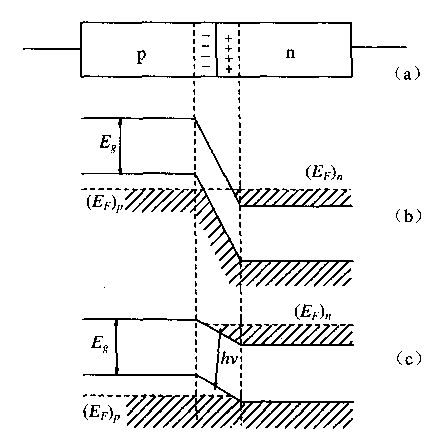 p − − − − + + + + n
(a)
E_g
(E_F)_n
(E_F)_p
(b)
(E_F)_n
E_g
hν
(c)
(E_F)_p